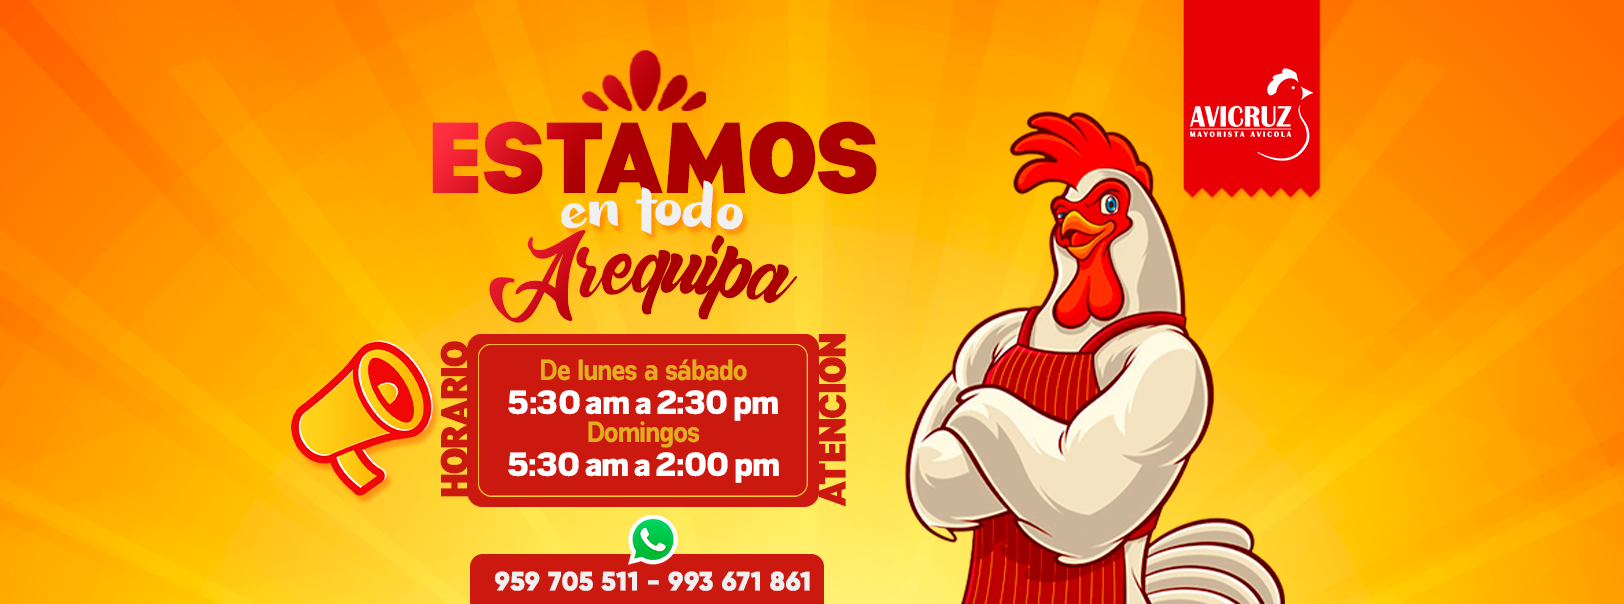 ESTAMOS
en todo
Arequipa
HORARIO
De lunes a sábado
5:30 am a 2:30 pm
Domingos
5:30 am a 2:00 pm
ATENCION
959 705 511 - 993 671 861
AVICRUZ
MAYORISTA AVICOLA